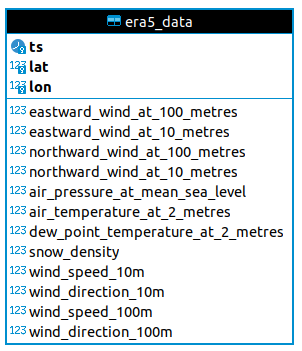 era5_data
ts
123 lat
123 lon
123 eastward_wind_at_100_metres
123 eastward_wind_at_10_metres
123 northward_wind_at_100_metres
123 northward_wind_at_10_metres
123 air_pressure_at_mean_sea_level
123 air_temperature_at_2_metres
123 dew_point_temperature_at_2_metres
123 snow_density
123 wind_speed_10m
123 wind_direction_10m
123 wind_speed_100m
123 wind_direction_100m